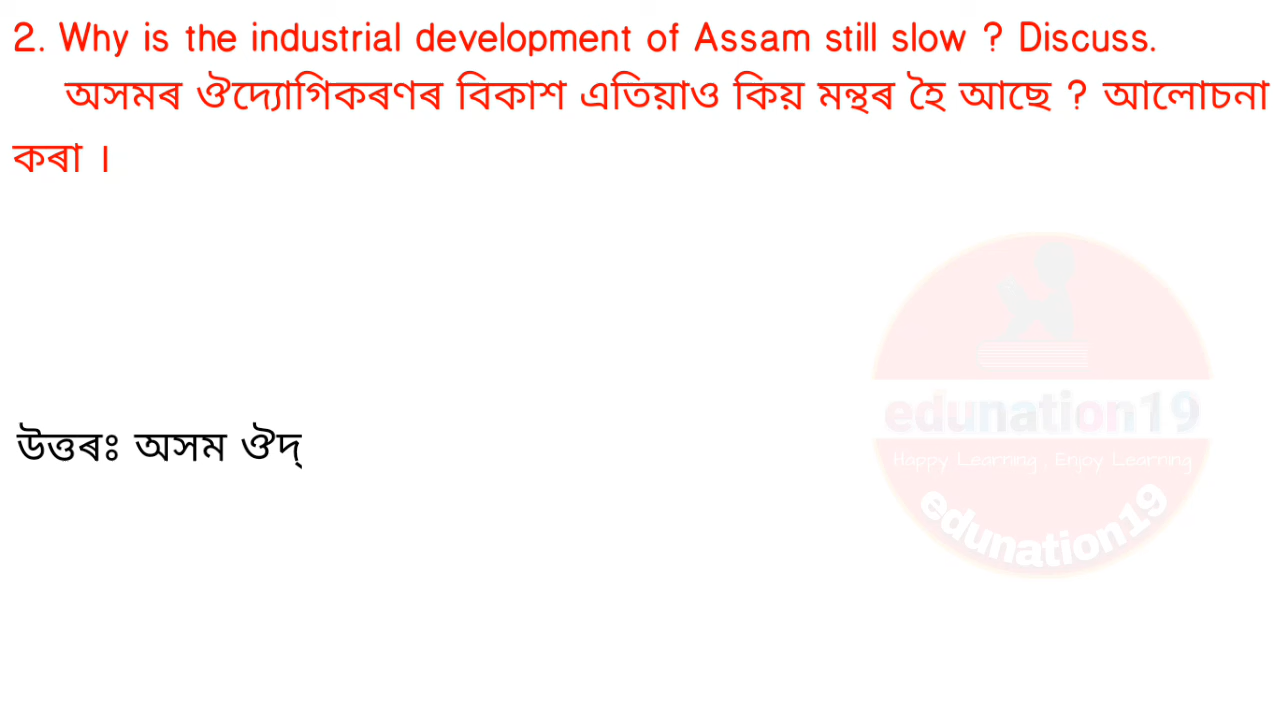 2. Why is the industrial development of Assam still slow ? Discuss.
অসমৰ ঔদ্যোগিকৰণৰ বিকাশ এতিয়াও কিয় মন্থৰ হৈ আছে ? আলোচনা
কৰা ।
উত্তৰঃ অসম ঔদ্
edunation19
Happy Learning , Enjoy Learning
edunation19